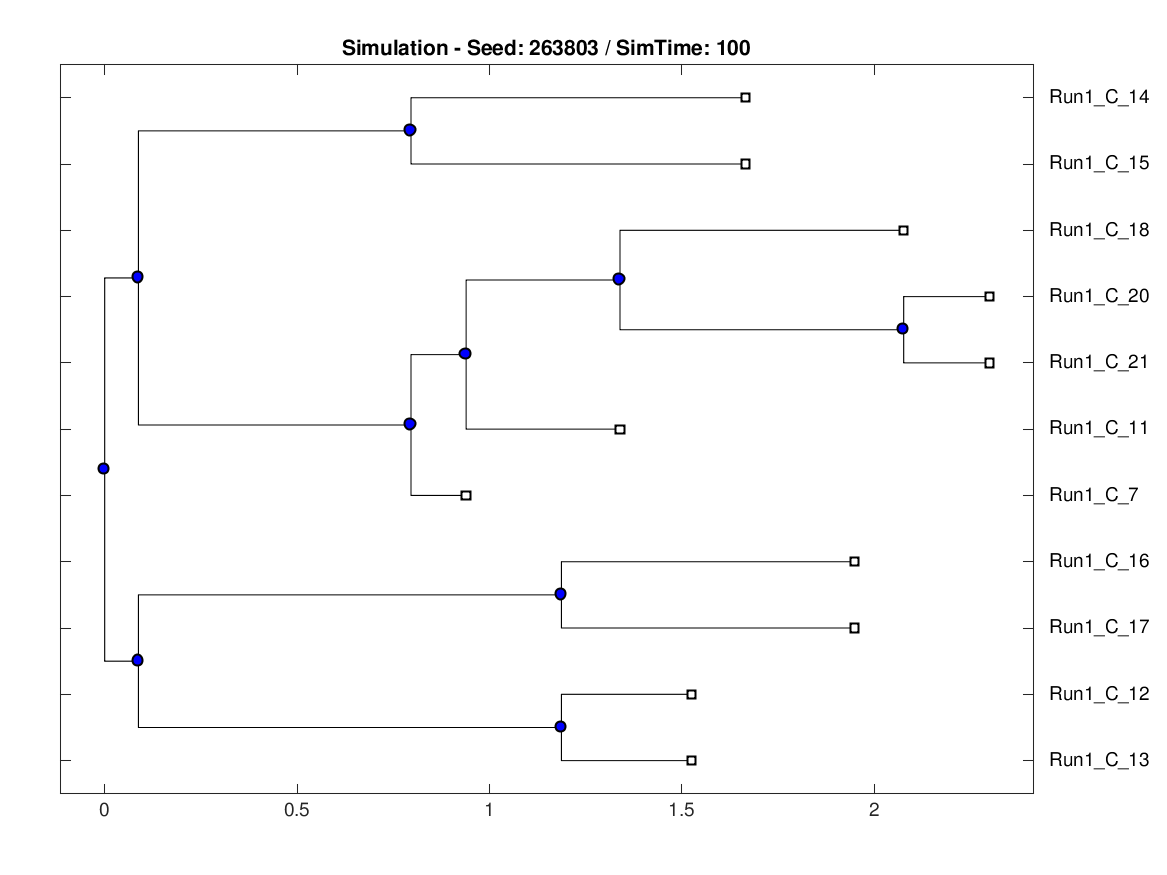 Simulation - Seed: 263803 / SimTime: 100
Run1_C_14
Run1_C_15
Run1_C_18
Run1_C_20
Run1_C_21
Run1_C_11
Run1_C_7
Run1_C_16
Run1_C_17
Run1_C_12
Run1_C_13
0 0.5 1 1.5 2